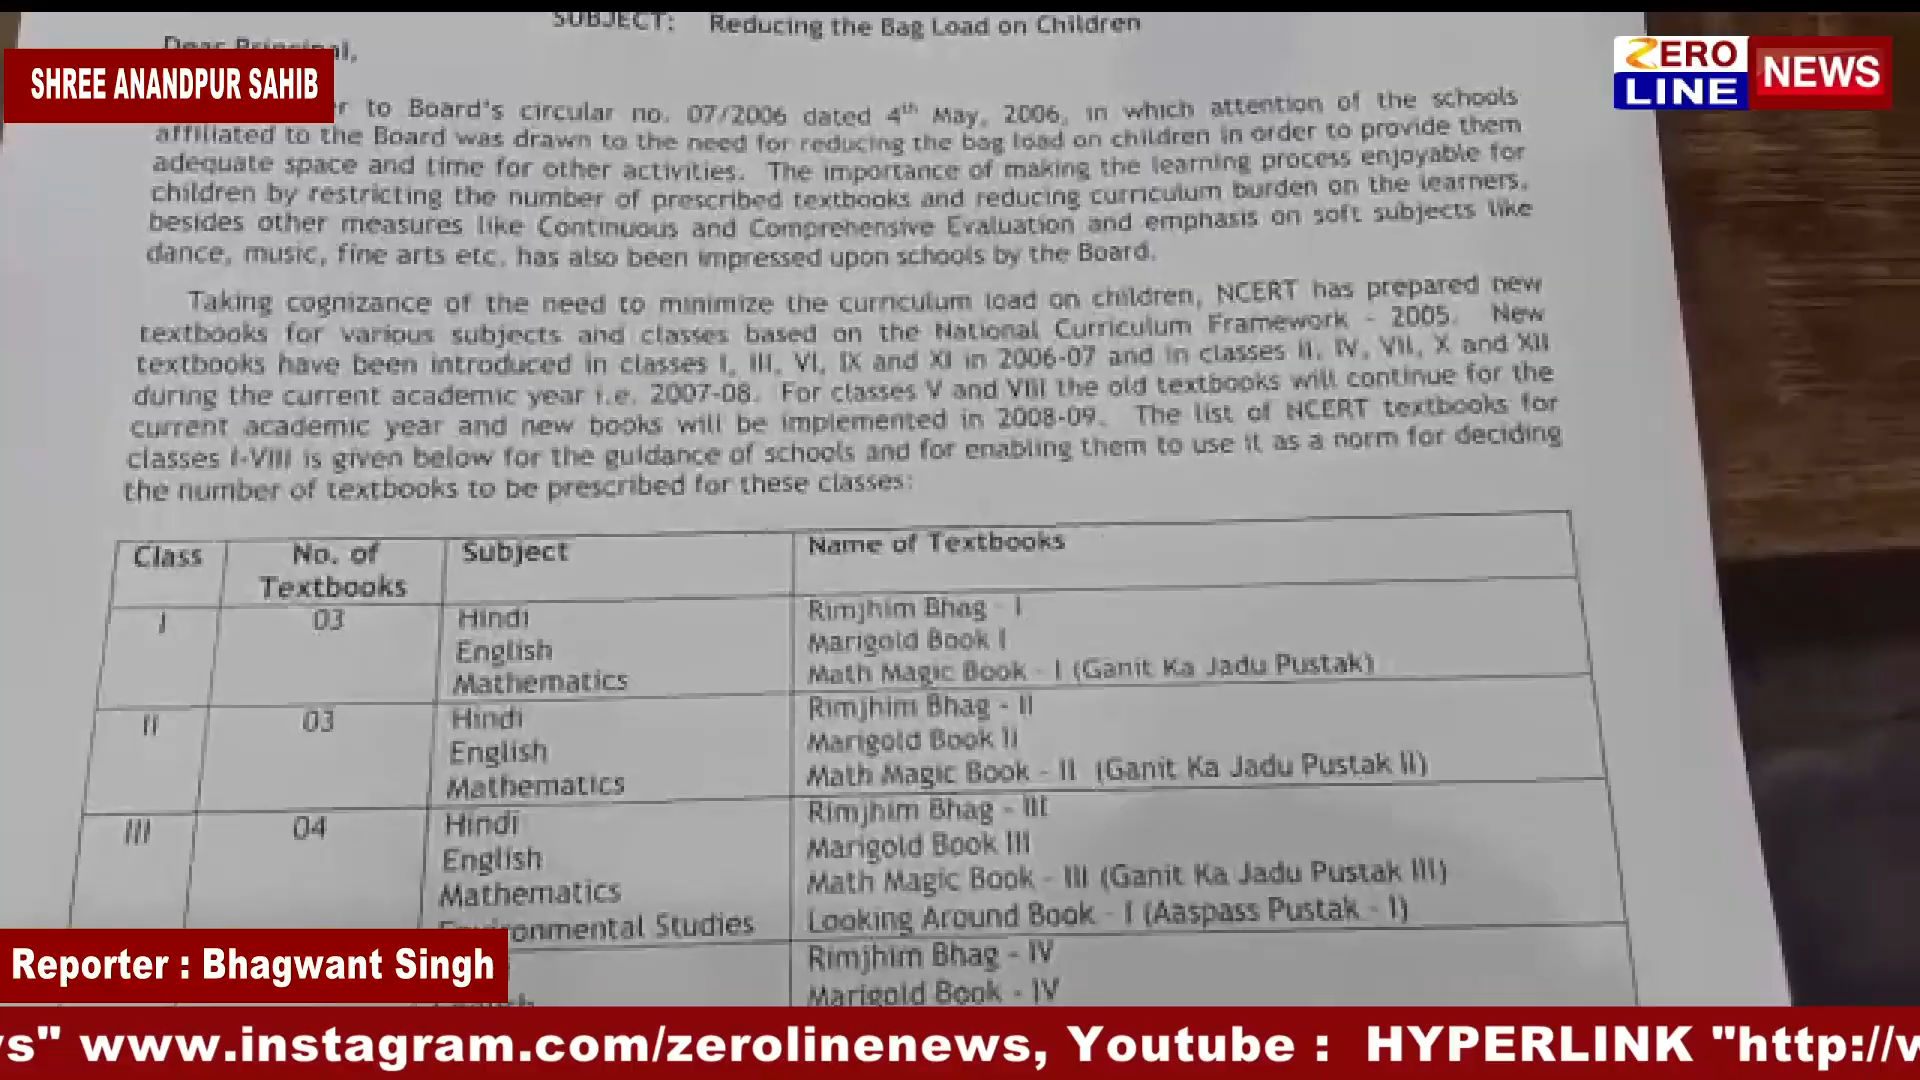 SUBJECT: Reducing the Bag Load on Children
Dear Principal,
SHREE ANANDPUR SAHIB
ZERO
LINE NEWS
to Board's circular no. 07/2006 dated 4th May, 2006, in which attention of the schools
affiliated to the Board was drawn to the need for reducing the bag load on children in order to provide them
adequate space and time for other activities. The importance of making the learning process enjoyable for
children by restricting the number of prescribed textbooks and reducing curriculum burden on the learners,
besides other measures like Continuous and Comprehensive Evaluation and emphasis on soft subjects like
dance, music, fine arts etc. has also been impressed upon schools by the Board.
Taking cognizance of the need to minimize the curriculum load on children, NCERT has prepared new
textbooks for various subjects and classes based on the National Curriculum Framework - 2005. New
textbooks have been introduced in classes I, III, VI, IX and XI in 2006-07 and in classes II, IV, VII, X and XII
during the current academic year i.e. 2007-08. For classes V and VIII the old textbooks will continue for the
current academic year and new books will be implemented in 2008-09. The list of NCERT textbooks for
classes I-VIII is given below for the guidance of schools and for enabling them to use it as a norm for deciding
the number of textbooks to be prescribed for these classes:
Class No. of Textbooks Subject Name of Textbooks
I 03 Hindi Rimjhim Bhag - I
English Marigold Book I
Mathematics Math Magic Book - I (Ganit Ka Jadu Pustak)
II 03 Hindi Rimjhim Bhag - II
English Marigold Book II
Mathematics Math Magic Book - II (Ganit Ka Jadu Pustak II)
III 04 Hindi Rimjhim Bhag - III
English Marigold Book III
Mathematics Math Magic Book - III (Ganit Ka Jadu Pustak III)
Environmental Studies Looking Around Book - I (Aaspass Pustak - I)
Rimjhim Bhag - IV
English Marigold Book - IV
Reporter : Bhagwant Singh
www.instagram.com/zerolinenews, Youtube : HYPERLINK "http://w